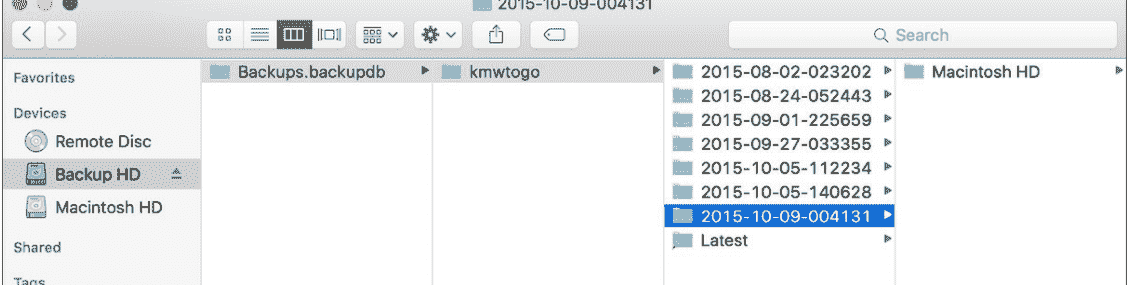 2015-10-09-004131
Search
Favorites
Devices
Remote Disc
Backup HD
Macintosh HD
Shared
Tags
Backups.backupdb
kmwtogo
2015-08-02-023202
2015-08-24-052443
2015-09-01-225659
2015-09-27-033355
2015-10-05-112234
2015-10-05-140628
2015-10-09-004131
Latest
Macintosh HD